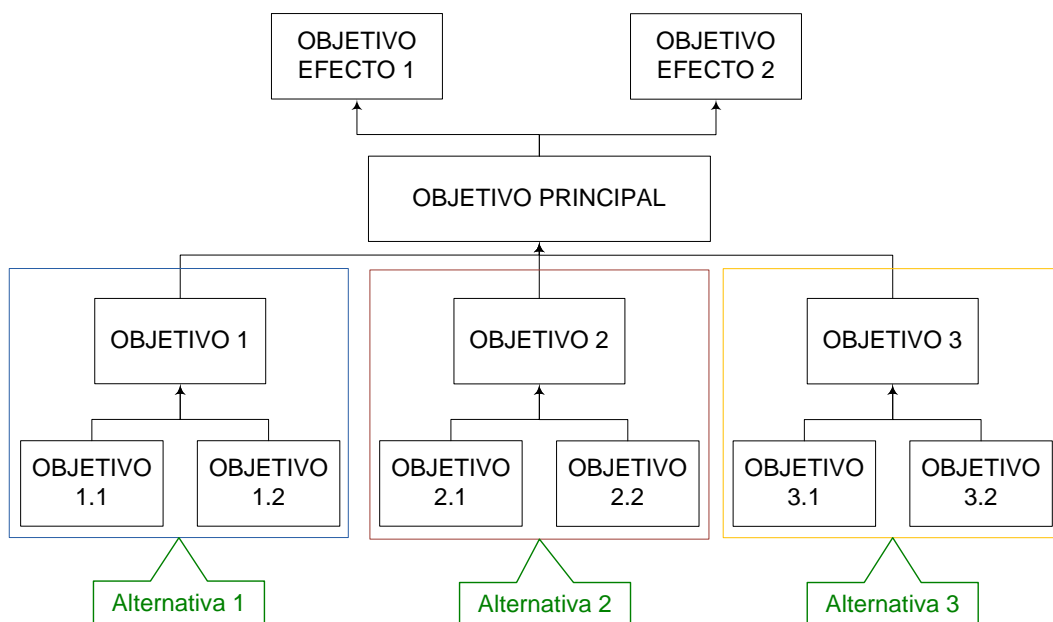 OBJETIVO
EFECTO 1
OBJETIVO
EFECTO 2
OBJETIVO PRINCIPAL
OBJETIVO 1
OBJETIVO 2
OBJETIVO 3
OBJETIVO
1.1
OBJETIVO
1.2
OBJETIVO
2.1
OBJETIVO
2.2
OBJETIVO
3.1
OBJETIVO
3.2
Alternativa 1
Alternativa 2
Alternativa 3